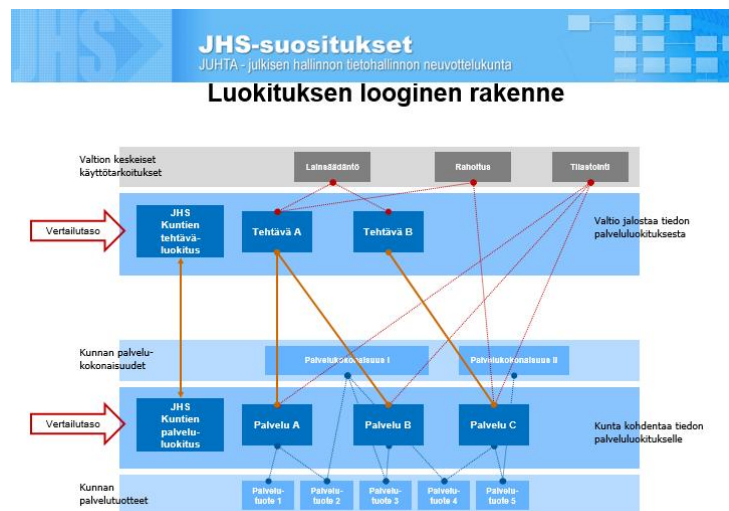 JHS
JHS-suositukset
JUHTA - julkisen hallinnon tietohallinnon neuvottelukunta
Luokituksen looginen rakenne
Valtion keskeiset
käyttötarkoitukset
Lainsäädäntö
Rahoitus
Tilastointi
Vertailutaso
JHS
Kuntien
tehtävä-
luokitus
Tehtävä A
Tehtävä B
Valtio jalostaa tiedon
palveluluokituksesta
Kunnan palvelu-
kokonaisuudet
Palvelukokonaisuus I
Palvelukokonaisuus II
Vertailutaso
JHS
Kuntien
palvelu-
luokitus
Palvelu A
Palvelu B
Palvelu C
Kunta kohdentaa tiedon
palveluluokitukselle
Kunnan
palvelutuotteet
Palvelu-
tuote 1
Palvelu-
tuote 2
Palvelu-
tuote 3
Palvelu-
tuote 4
Palvelu-
tuote 5